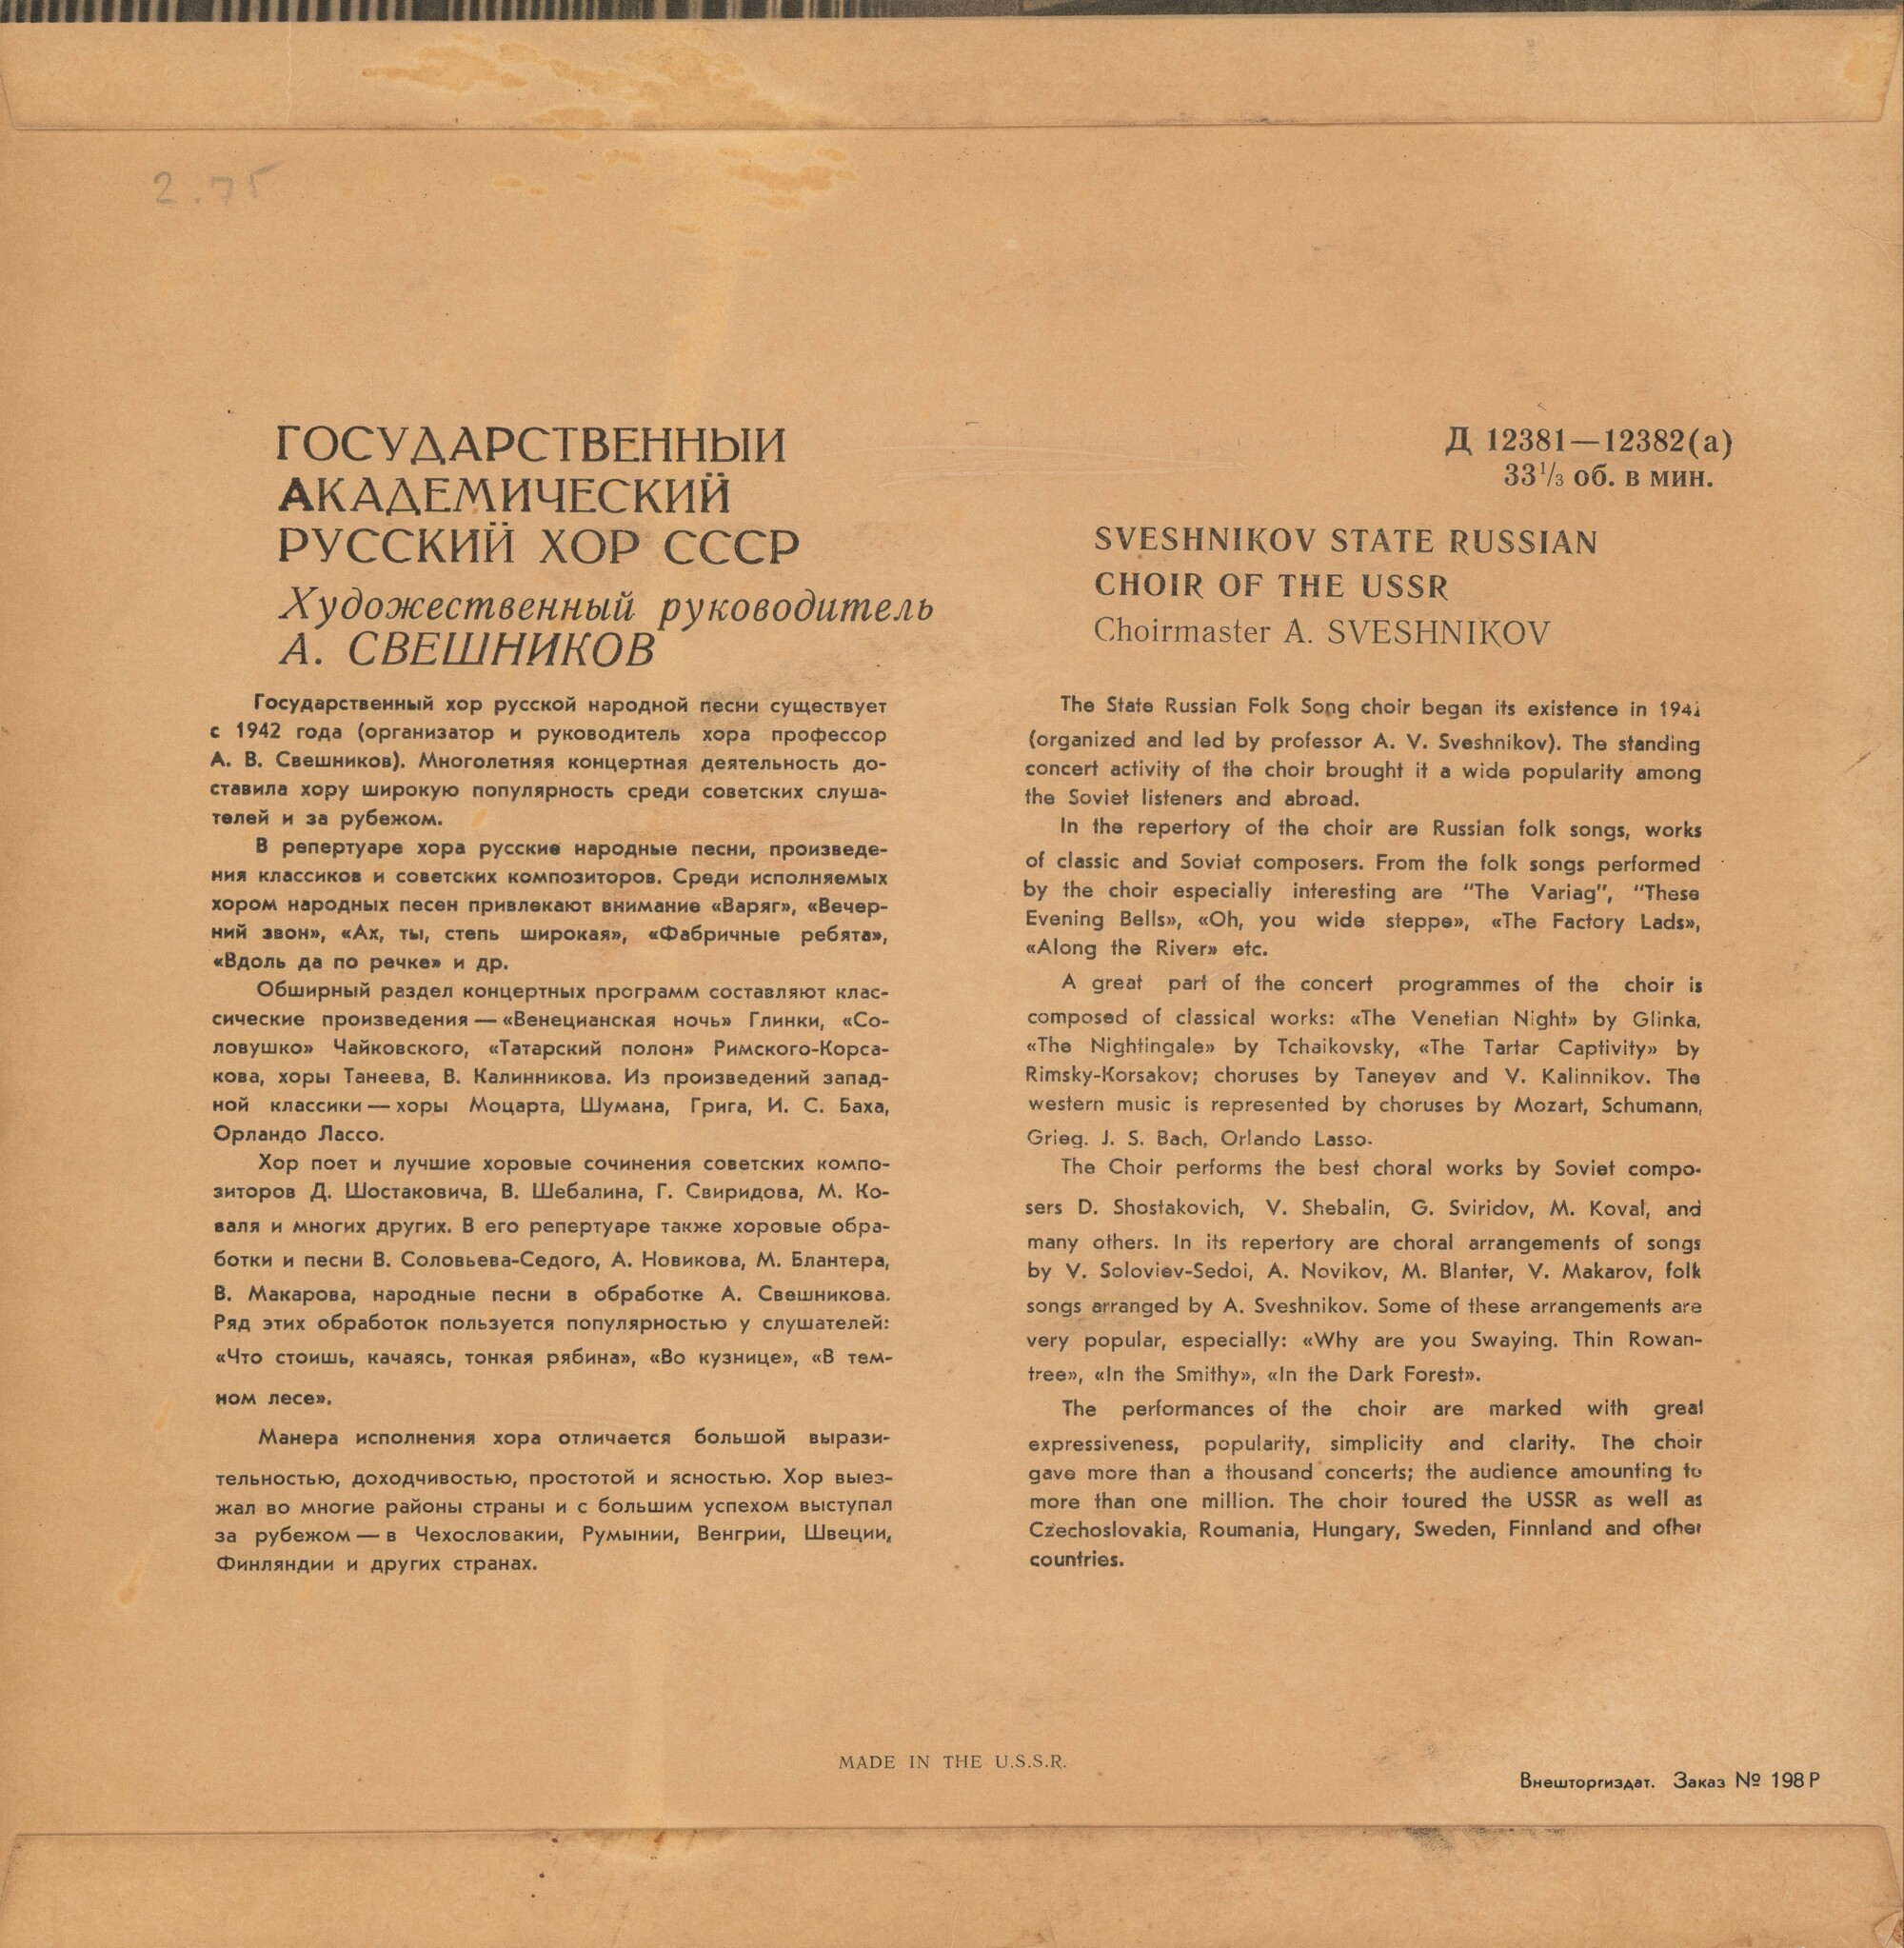 2.75
ГОСУДАРСТВЕННЫЙ
АКАДЕМИЧЕСКИЙ
РУССКИЙ ХОР СССР
Художественный руководитель
А. СВЕШНИКОВ
Государственный хор русской народной песни существует
с 1942 года (организатор и руководитель хора профессор
А. В. Свешников). Многолетняя концертная деятельность до-
ставила хору широкую популярность среди советских слуша-
телей и за рубежом.
В репертуаре хора русские народные песни, произведе-
ния классиков и советских композиторов. Среди исполняемых
хором народных песен привлекают внимание «Варяг», «Вечер-
ний звон», «Ах, ты, степь широкая», «Фабричные ребята»,
«Вдоль да по речке» и др.
Обширный раздел концертных программ составляют клас-
сические произведения — «Венецианская ночь» Глинки, «Со-
ловушко» Чайковского, «Татарский полон» Римского-Корса-
кова, хоры Танеева, В. Калинникова. Из произведений запад-
ной классики — хоры Моцарта, Шумана, Грига, И. С. Баха,
Орландо Лассо.
Хор поет и лучшие хоровые сочинения советских компо-
зиторов Д. Шостаковича, В. Шебалина, Г. Свиридова, М. Ко-
валя и многих других. В его репертуаре также хоровые обра-
ботки и песни В. Соловьева-Седого, А. Новикова, М. Блантера,
В. Макарова, народные песни в обработке А. Свешникова.
Ряд этих обработок пользуется популярностью у слушателей:
«Что стоишь, качаясь, тонкая рябина», «Во кузнице», «В тем-
ном лесе».
Манера исполнения хора отличается большой вырази-
тельностью, доходчивостью, простотой и ясностью. Хор выез-
жал во многие районы страны и с большим успехом выступал
за рубежом — в Чехословакии, Румынии, Венгрии, Швеции,
Финляндии и других странах.
Д 12381—12382(а)
33 1/3 об. в мин.
SVESHNIKOV STATE RUSSIAN
CHOIR OF THE USSR
Choirmaster A. SVESHNIKOV
The State Russian Folk Song choir began its existence in
(organized and led by professor A. V. Sveshnikov). The standing
concert activity of the choir brought it a wide popularity among
the Soviet listeners and abroad.
In the repertory of the choir are Russian folk songs, works
of classic and Soviet composers. From the folk songs performed
by the choir especially interesting are "The Variag", "These
Evening Bells», «Oh, you wide steppe», «The Factory Lads»,
«Along the River» etc.
A great part of the concert programmes of the choir is
composed of classical works: «The Venetian Night» by Glinka,
«The Nightingale» by Tchaikovsky, «The Tartar Captivity» by
Rimsky-Korsakov; choruses by Taneyev and V. Kalinnikov. The
western music is represented by choruses by Mozart, Schumann,
Grieg. J. S. Bach, Orlando Lasso.
The Choir performs the best choral works by Soviet compo-
sers D. Shostakovich, V. Shebalin, G. Sviridov, M. Koval, and
many others. In its repertory are choral arrangements of songs
by V. Soloviev-Sedoi, A. Novikov, M. Blanter, V. Makarov, folk
songs arranged by A. Sveshnikov. Some of these arrangements are
very popular, especially: «Why are you Swaying. Thin Rowan-
tree», «In the Smithy», «In the Dark Forest».
The performances of the choir are marked with great
expressiveness, popularity, simplicity and clarity. The choir
gave more than a thousand concerts; the audience amounting to
more than one million. The choir toured the USSR as well as
Czechoslovakia, Roumania, Hungary, Sweden, Finnland and other
countries.
MADE IN THE U.S.S.R.
Внешторгиздат. Заказ № 198 Р